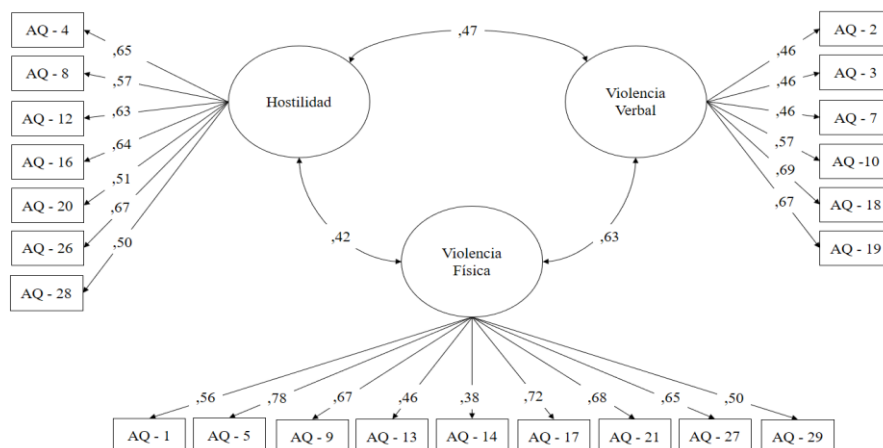 AQ - 4
AQ - 8
AQ - 12
AQ - 16
AQ - 20
AQ - 26
AQ - 28
,65
,57
,63
,64
,51
,67
,50
Hostilidad
,47
Violencia
Verbal
,46
,46
,46
,57
,69
,67
AQ - 2
AQ - 3
AQ - 7
AQ -10
AQ - 18
AQ - 19
,42
,63
Violencia
Física
,56
,78
,67
,46
,38
,72
,68
,65
,50
AQ - 1
AQ - 5
AQ - 9
AQ - 13
AQ - 14
AQ - 17
AQ - 21
AQ - 27
AQ - 29